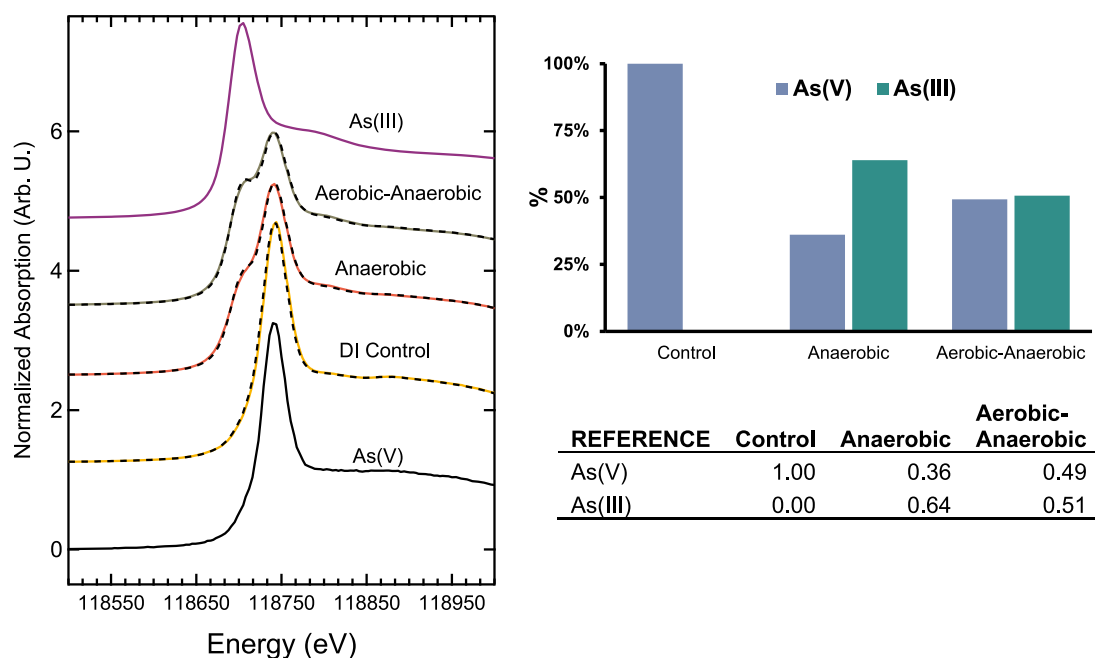 Normalized Absorption (Arb. U.)
6
4
2
0
As(III)
Aerobic-Anaerobic
Anaerobic
DI Control
As(V)
118550 118650 118750 118850 118950
Energy (eV)
100%
75%
50%
25%
0%
%
As(V) As(III)
Control Anaerobic Aerobic-Anaerobic
Aerobic-
REFERENCE Control Anaerobic Anaerobic
As(V) 1.00 0.36 0.49
As(III) 0.00 0.64 0.51